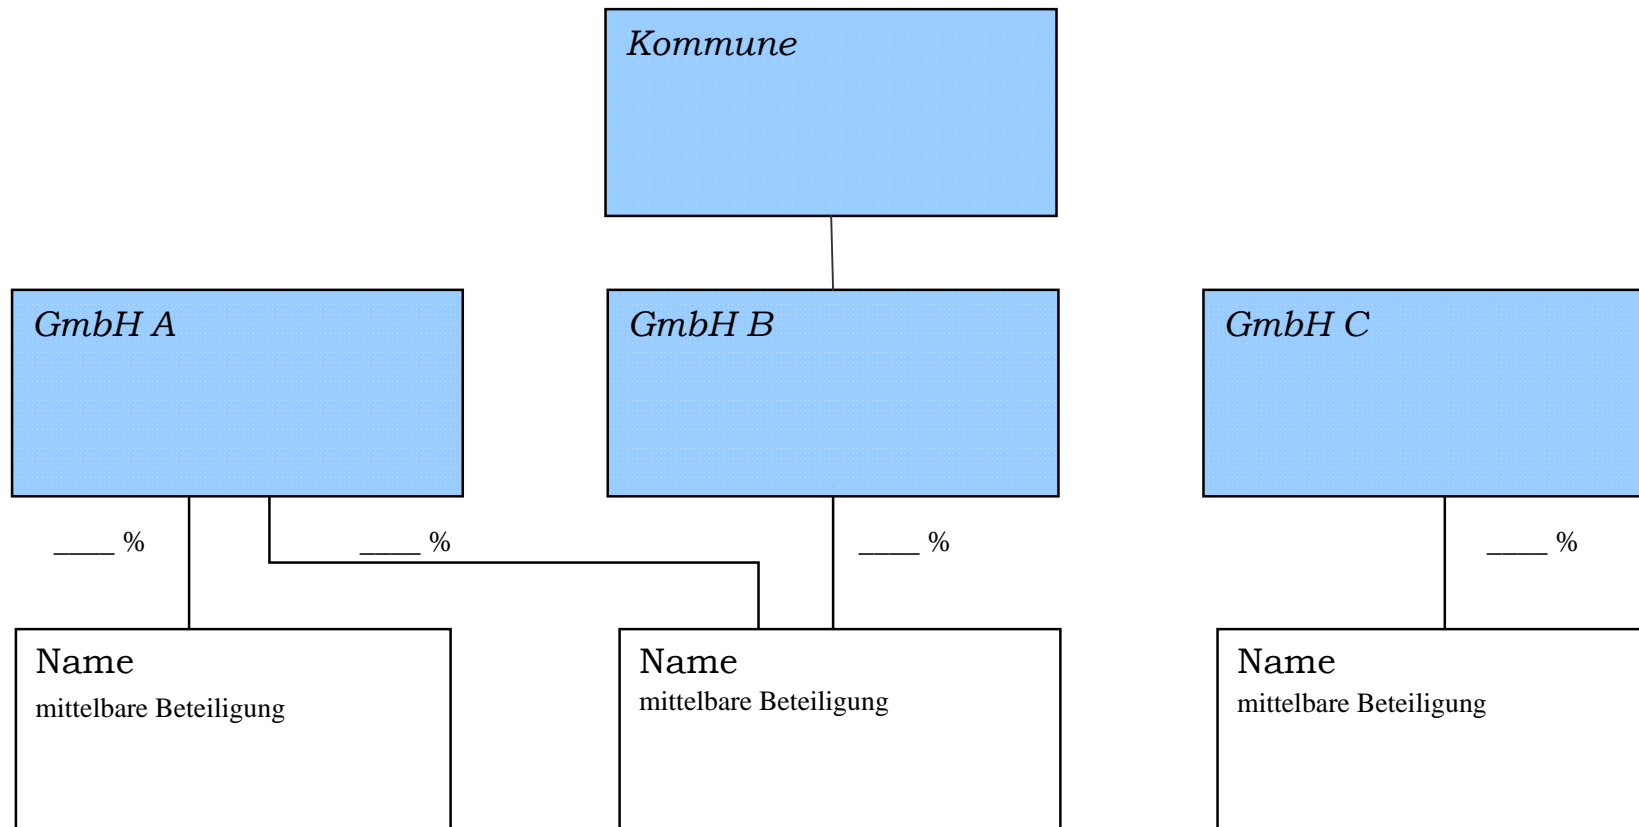 Kommune
GmbH A
GmbH B
GmbH C
____ %
____ %
____ %
____ %
Name
mittelbare Beteiligung
Name
mittelbare Beteiligung
Name
mittelbare Beteiligung